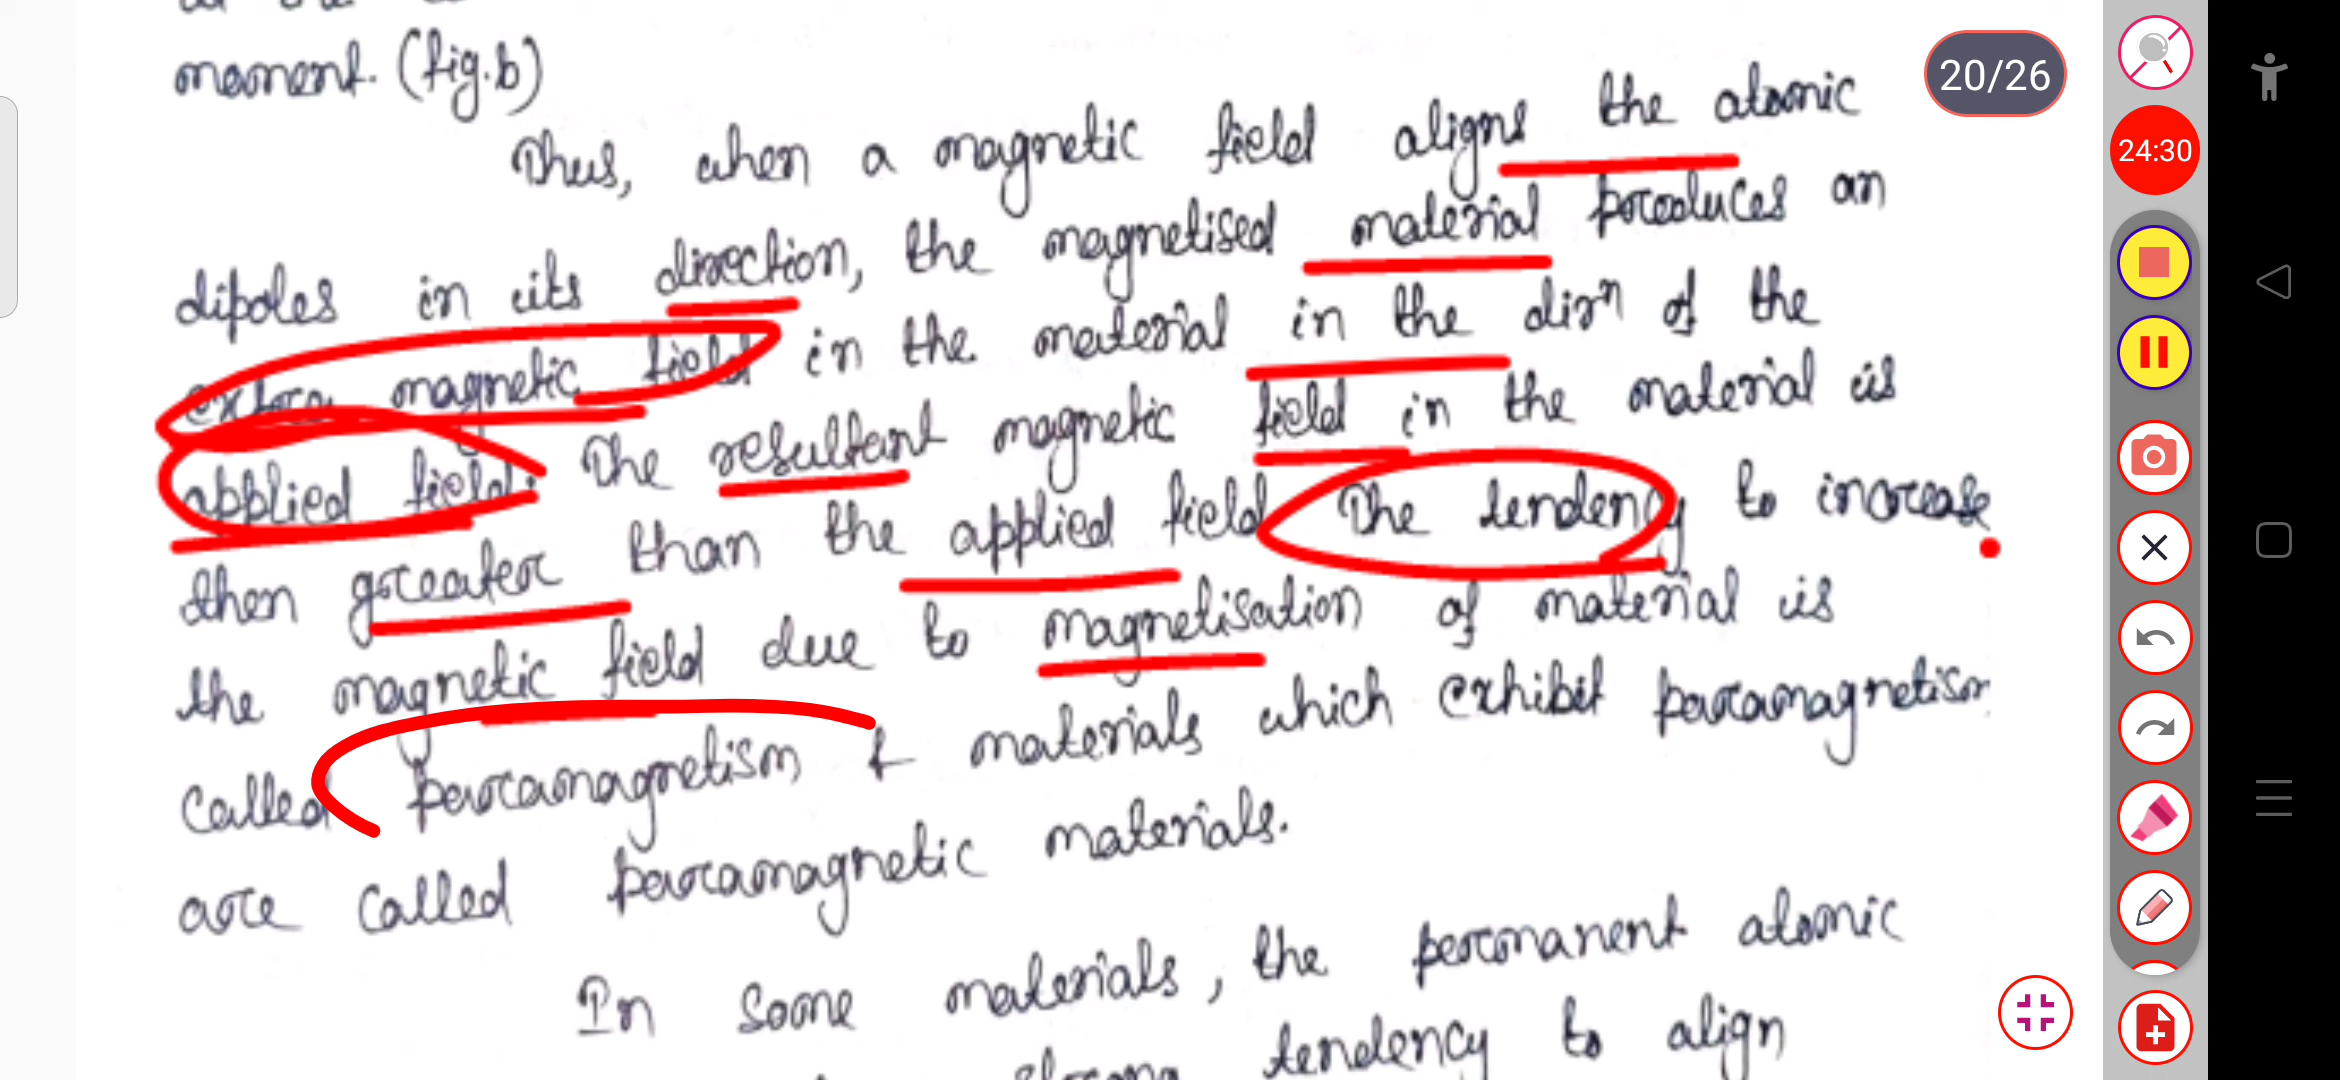 moment. (fig.b)
20/26
24:30
Thus, when a magnetic field aligns the atomic
dipoles in its direction, the magnetised material produces an
extra magnetic field in the material in the dirⁿ of the
applied field. The resultant magnetic field in the material is
then greater than the applied field. The tendency to increase
the magnetic field due to magnetisation of material is
called paramagnetism & materials which exhibit paramagnetism
are called paramagnetic materials.
In some materials, the permanent atomic
strong tendency to align